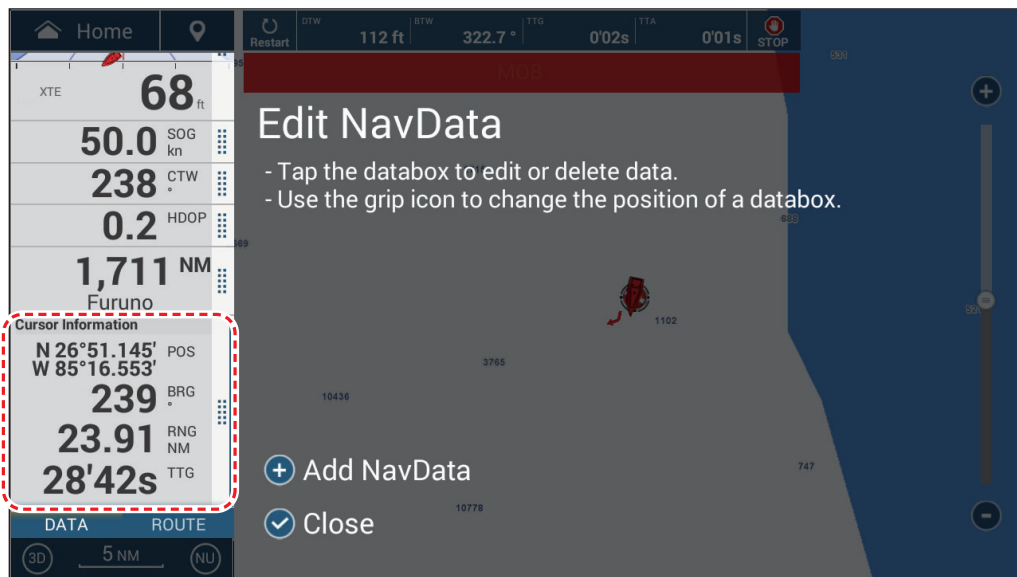 Home
Restart
DTW
112 ft
BTW
322.7 °
TTG
0'02s
TTA
0'01s
STOP
MOB
XTE
68 ft
50.0 SOG kn
238 CTW °
0.2 HDOP
1,711 NM
Furuno
Cursor Information
N 26°51.145' POS
W 85°16.553'
239 BRG °
23.91 RNG NM
28'42s TTG
DATA ROUTE
3D 5 NM NU
Edit NavData
- Tap the databox to edit or delete data.
- Use the grip icon to change the position of a databox.
531
688
1102
3765
10436
747
10778
Add NavData
Close